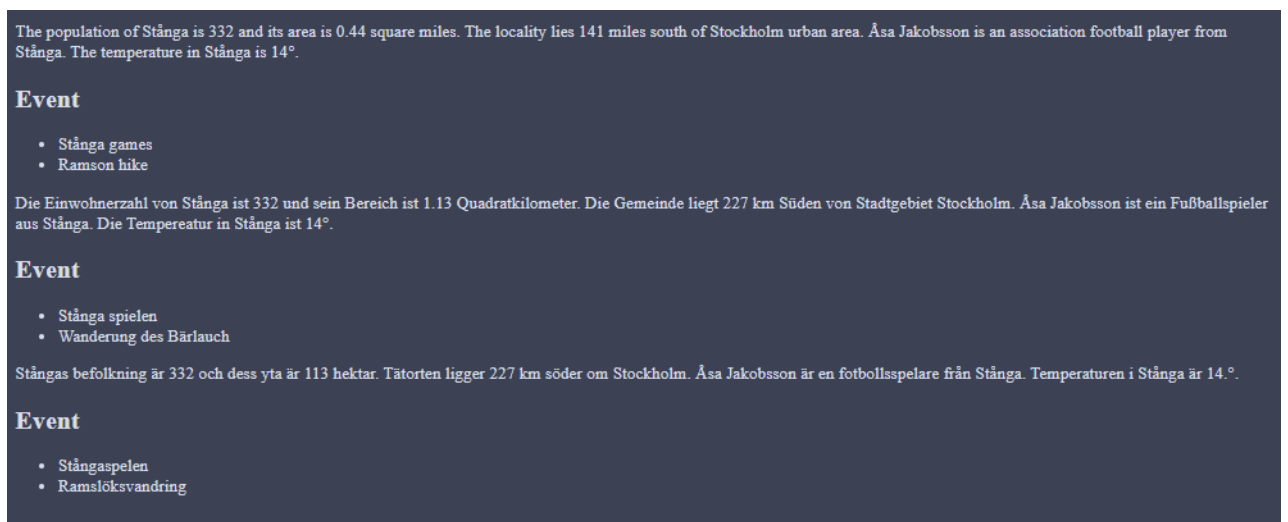 The population of Stånga is 332 and its area is 0.44 square miles. The locality lies 141 miles south of Stockholm urban area. Åsa Jakobsson is an association football player from
Stånga. The temperature in Stånga is 14°.
Event
• Stånga games
• Ramson hike
Die Einwohnerzahl von Stånga ist 332 und sein Bereich ist 1.13 Quadratkilometer. Die Gemeinde liegt 227 km Süden von Stadtgebiet Stockholm. Åsa Jakobsson ist ein Fußballspieler
aus Stånga. Die Tempereatur in Stånga ist 14°.
Event
• Stånga spielen
• Wanderung des Bärlauch
Stångas befolkning är 332 och dess yta är 113 hektar. Tätorten ligger 227 km söder om Stockholm. Åsa Jakobsson är en fotbollsspelare från Stånga. Temperaturen i Stånga är 14.°.
Event
• Stångaspelen
• Ramslöksvandring